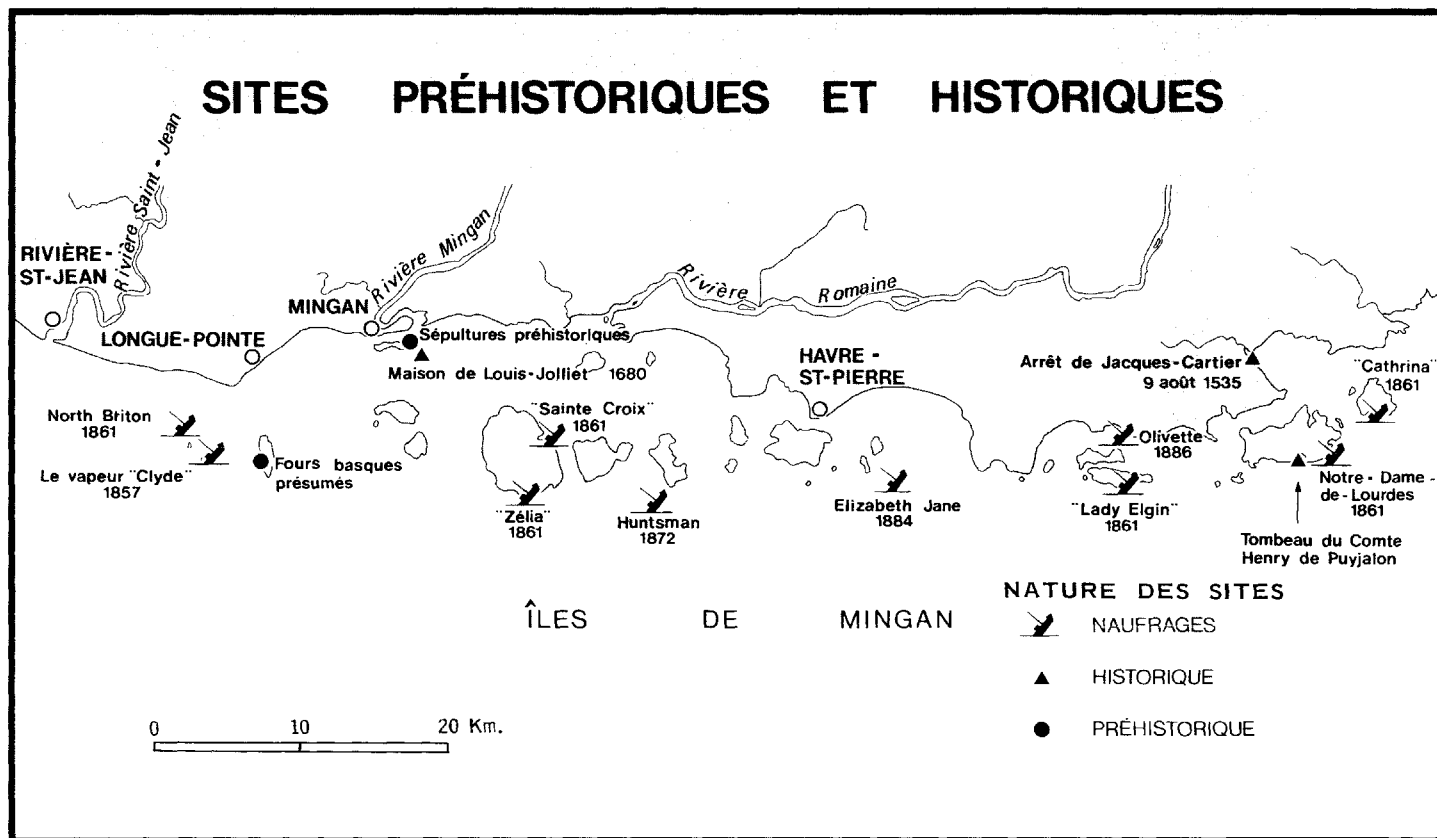 SITES PRÉHISTORIQUES ET HISTORIQUES
Rivière Saint-Jean
RIVIÈRE-
ST-JEAN
LONGUE-POINTE
MINGAN
Rivière Mingan
Rivière Romaine
Sépultures préhistoriques
Maison de Louis-Jolliet 1680
HAVRE-
ST-PIERRE
Arrêt de Jacques-Cartier
9 août 1535
"Cathrina"
1861
North Briton
1861
Le vapeur "Clyde"
1857
Fours basques
présumés
"Sainte Croix"
1861
"Zélia"
1861
Huntsman
1872
Elizabeth Jane
1884
Olivette
1886
"Lady Elgin"
1861
Notre-Dame-
de-Lourdes
1861
Tombeau du Comte
Henry de Puyjalon
ÎLES DE MINGAN
NATURE DES SITES
NAUFRAGES
HISTORIQUE
PRÉHISTORIQUE
0 10 20 Km.